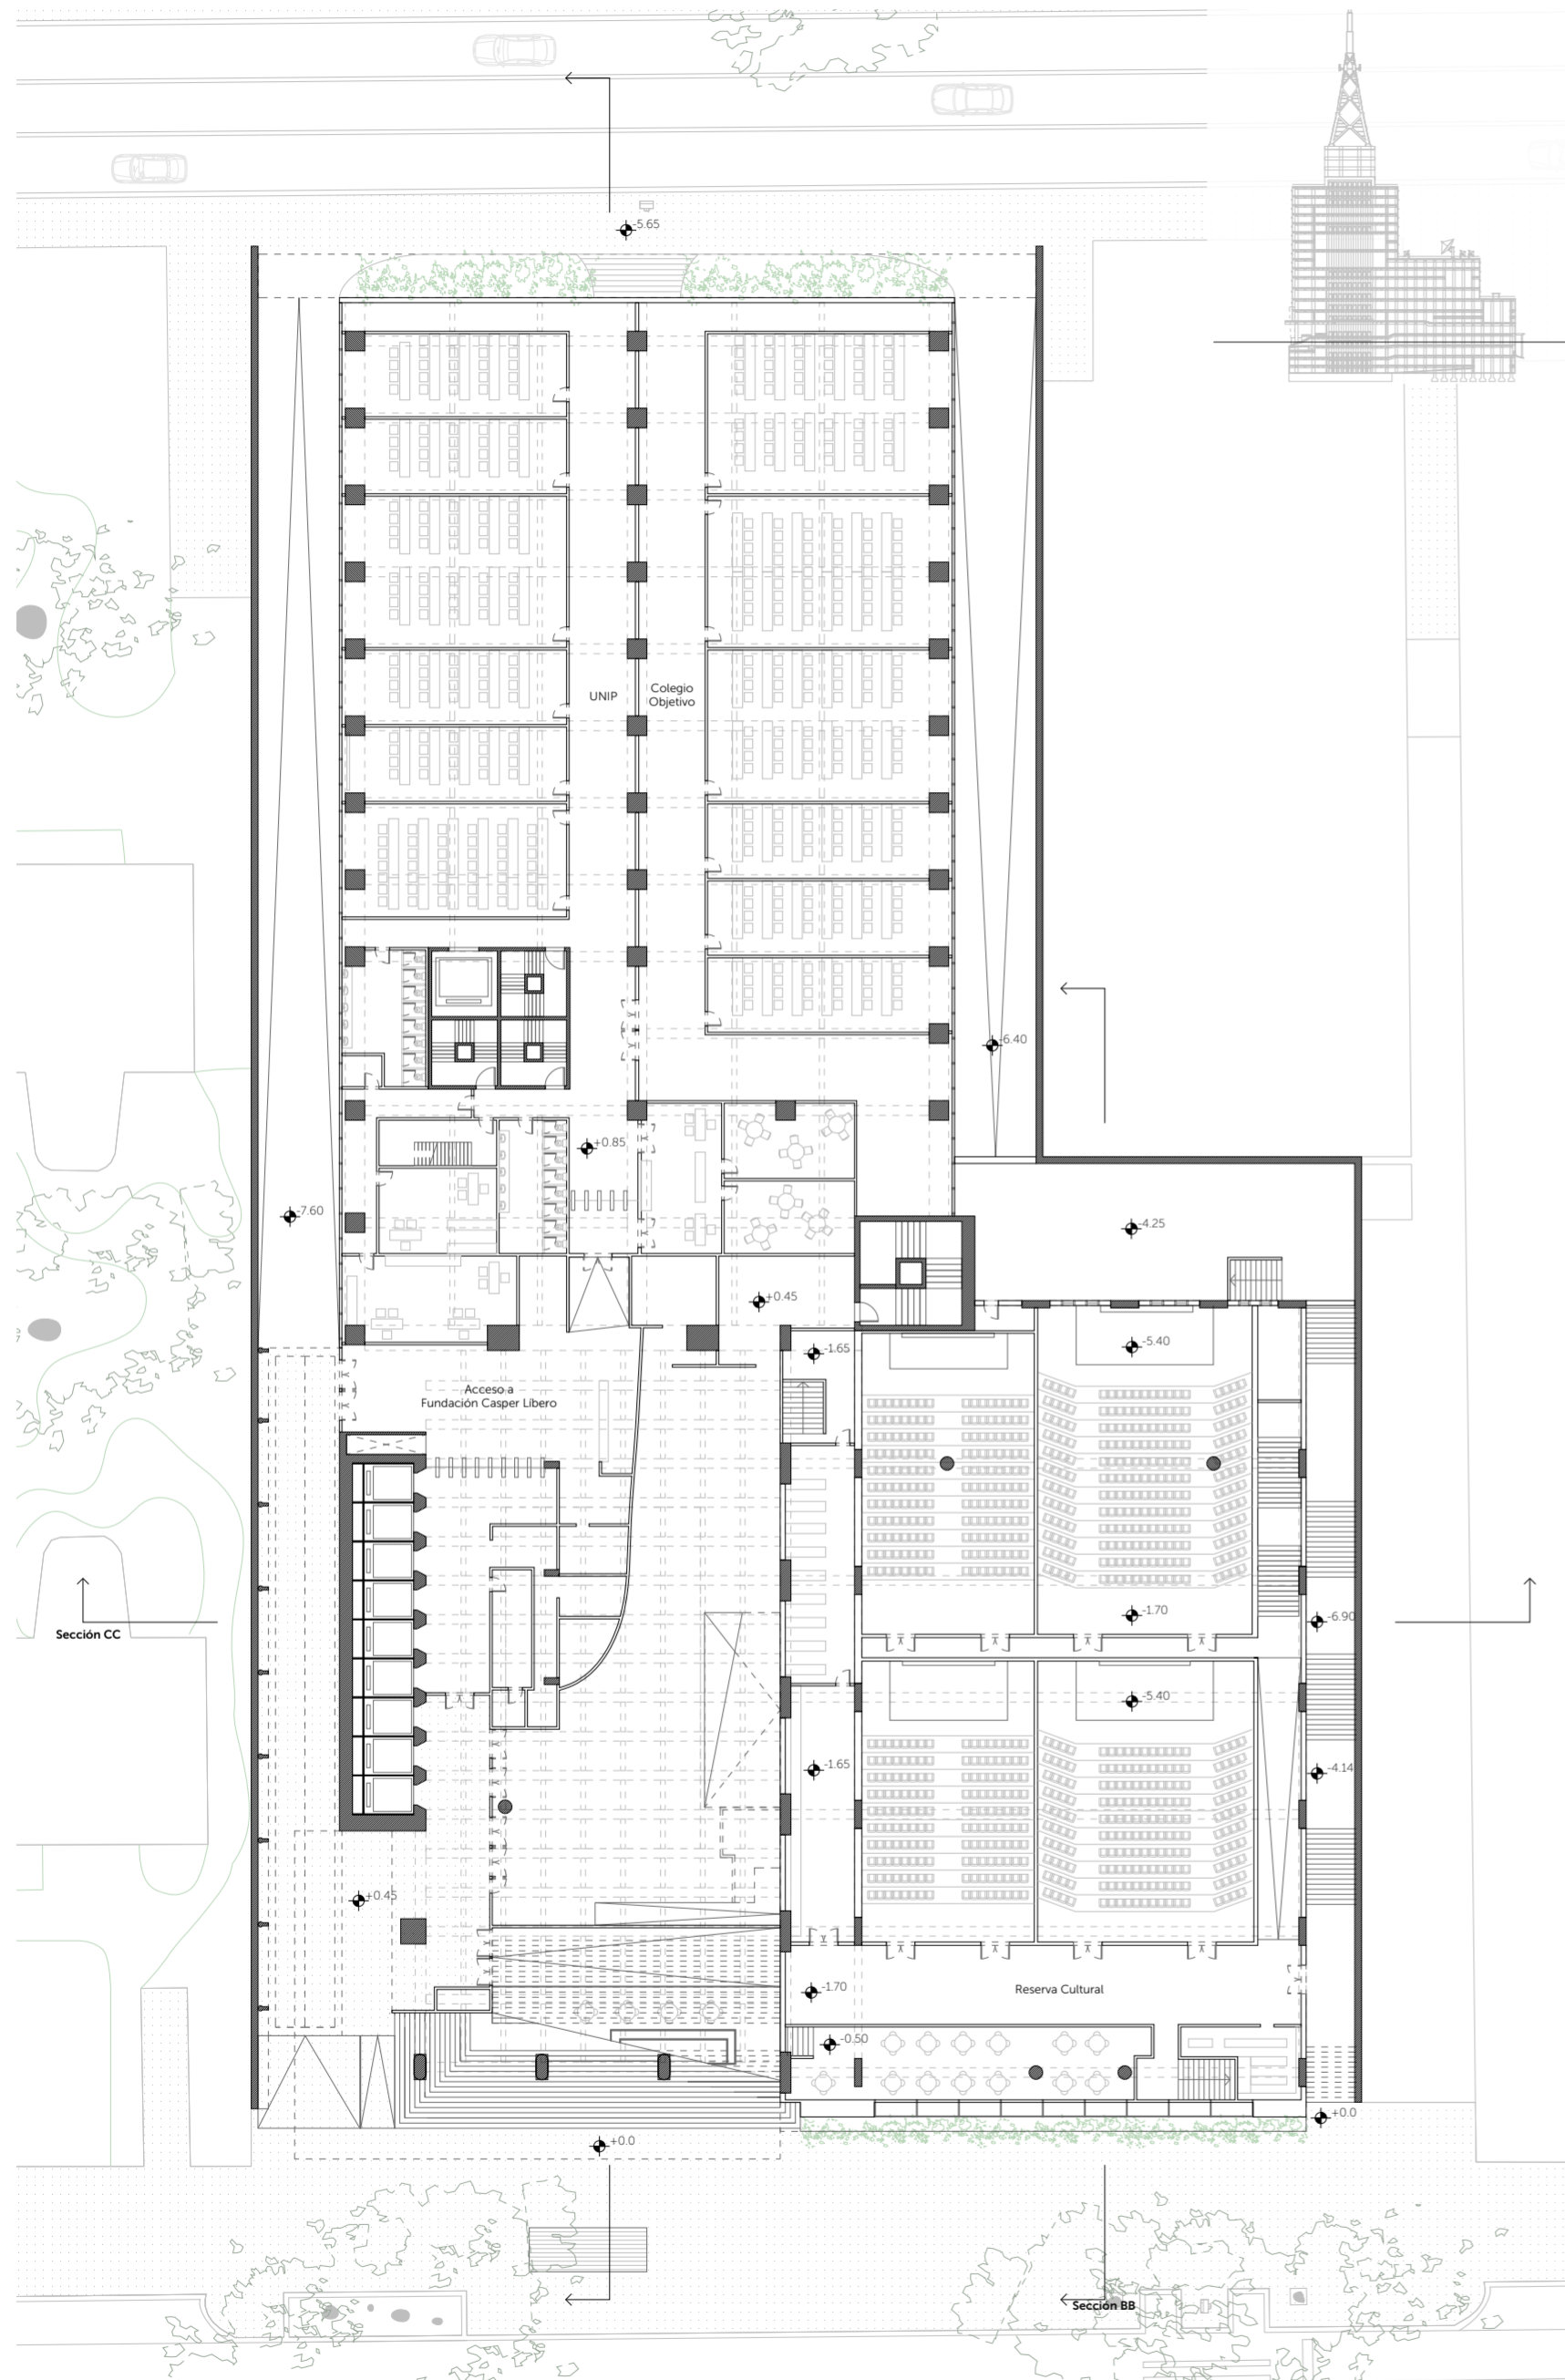 -5.65
UNIP
Colegio
Objetivo
-6.40
+0.85
-7.60
-4.25
+0.45
-1.65
-5.40
Acceso a
Fundación Casper Líbero
-1.70
-6.90
Sección CC
-5.40
-1.65
-4.14
+0.45
-1.70
Reserva Cultural
-0.50
+0.0
+0.0
Sección BB